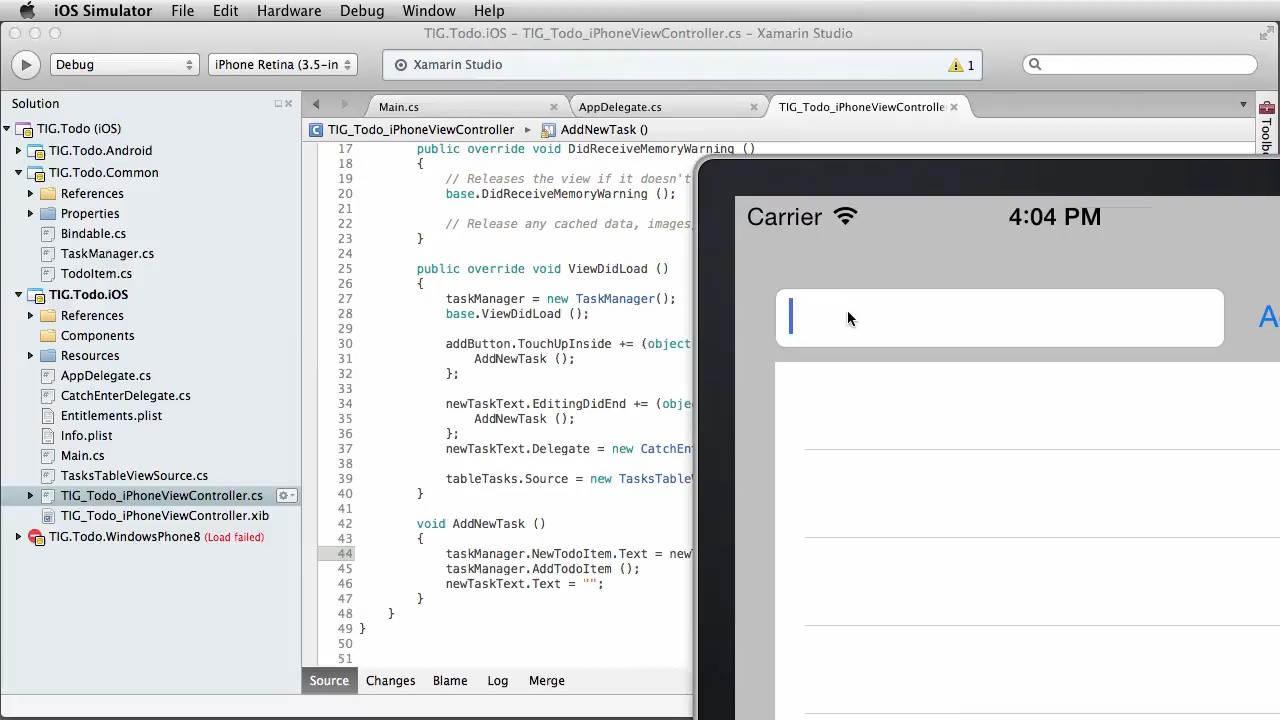 iOS Simulator File Edit Hardware Debug Window Help
TIG.Todo.iOS – TIG_Todo_iPhoneViewController.cs – Xamarin Studio
Debug iPhone Retina (3.5-in Xamarin Studio 1
Solution
Main.cs AppDelegate.cs TIG_Todo_iPhoneViewController
TIG_Todo_iPhoneViewController AddNewTask ()
TIG.Todo (iOS)
TIG.Todo.Android
TIG.Todo.Common
References
Properties
Bindable.cs
TaskManager.cs
TodoItem.cs
TIG.Todo.iOS
References
Components
Resources
AppDelegate.cs
CatchEnterDelegate.cs
Entitlements.plist
Info.plist
Main.cs
TasksTableViewSource.cs
TIG_Todo_iPhoneViewController.cs
TIG_Todo_iPhoneViewController.xib
TIG.Todo.WindowsPhone8 (Load failed)
17 public override void DidReceiveMemoryWarning ()
18 {
19 // Releases the view if it doesn't
20 base.DidReceiveMemoryWarning ();
21
22 // Release any cached data, images,
23 }
24
25 public override void ViewDidLoad ()
26 {
27 taskManager = new TaskManager();
28 base.ViewDidLoad ();
29
30 addButton.TouchUpInside += (object
31 AddNewTask ();
32 };
33
34 newTaskText.EditingDidEnd += (obje
35 AddNewTask ();
36 };
37 newTaskText.Delegate = new CatchEn
38
39 tableTasks.Source = new TasksTable
40 }
41
42 void AddNewTask ()
43 {
44 taskManager.NewTodoItem.Text = new
45 taskManager.AddTodoItem ();
46 newTaskText.Text = "";
47 }
48 }
49 }
50
51
Source Changes Blame Log Merge
Carrier 4:04 PM